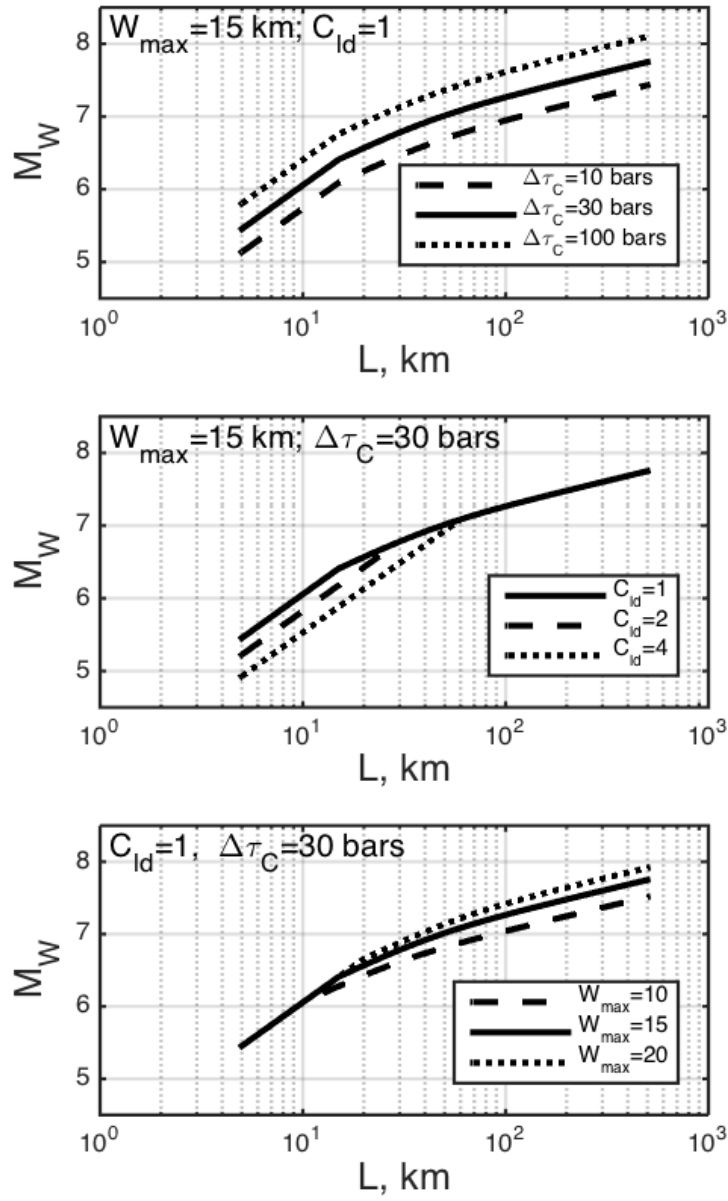 W_max=15 km; C_ld=1
8
7
6
5
M_W
Δτ_C=10 bars
Δτ_C=30 bars
Δτ_C=100 bars
10^0 10^1 10^2 10^3
L, km
W_max=15 km; Δτ_C=30 bars
8
7
6
5
M_W
C_ld=1
C_ld=2
C_ld=4
10^0 10^1 10^2 10^3
L, km
C_ld=1, Δτ_C=30 bars
8
7
6
5
M_W
W_max=10
W_max=15
W_max=20
10^0 10^1 10^2 10^3
L, km